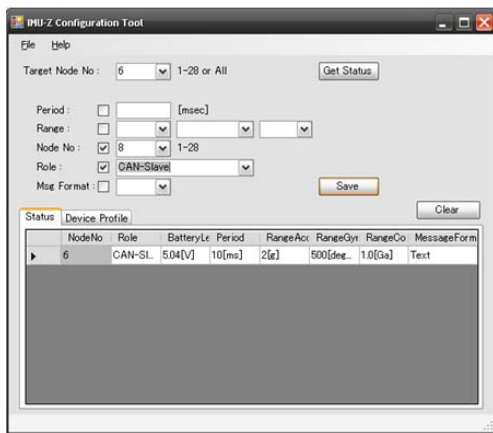 IMU-Z Configuration Tool
File Help
Target Node No : 6 1-28 or All Get Status
Period : [msec]
Range :
Node No : 8 1-28
Role : CAN-Slave
Msg Format : Save
Status Device Profile Clear
NodeNo Role BatteryLe Period RangeAcc RangeGyr RangeCo MessageForm
6 CAN-Sl... 5.04[V] 10[ms] 2[g] 500[deg... 1.0[Ga] Text